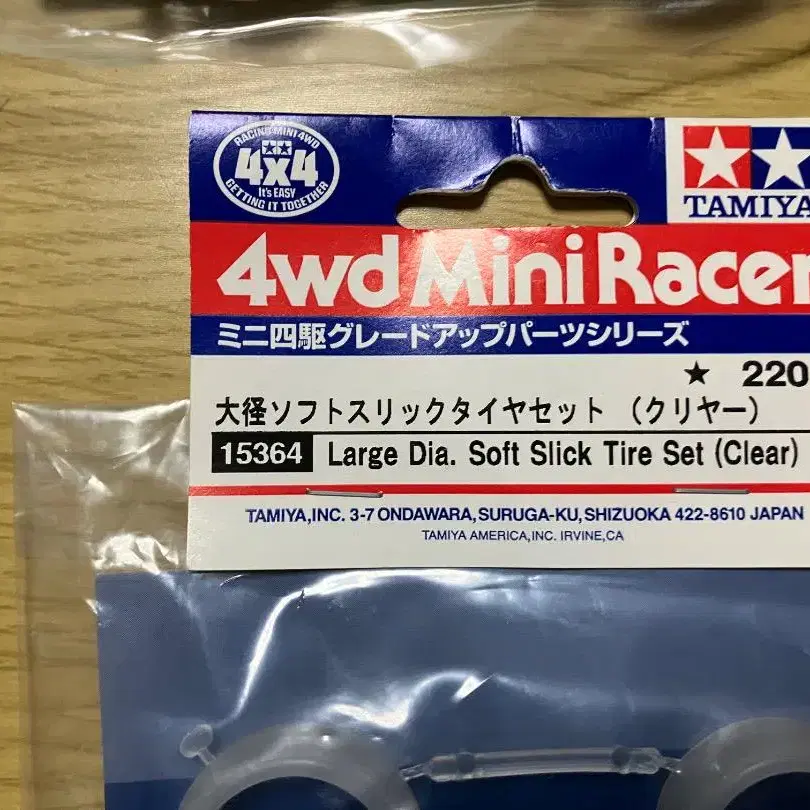 RACING MINI 4WD
4x4
It's EASY
GETTING IT TOGETHER
TAMIYA
4wd Mini Racer
ミニ四駆グレードアップパーツシリーズ
★ 220
大径ソフトスリックタイヤセット （クリヤー）
15364 Large Dia. Soft Slick Tire Set (Clear)
TAMIYA,INC. 3-7 ONDAWARA,SURUGA-KU,SHIZUOKA 422-8610 JAPAN
TAMIYA AMERICA,INC. IRVINE,CA